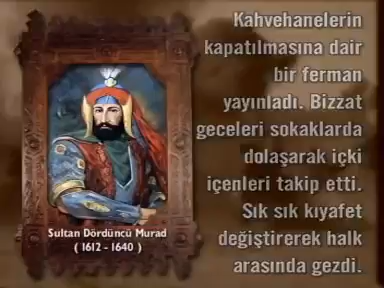 Kahvehanelerin
kapatılmasına dair
bir ferman
yayınladı. Bizzat
geceleri sokaklarda
dolaşarak içki
içenleri takip etti.
Sık sık kıyafet
değiştirerek halk
arasında gezdi.
Sultan Dördüncü Murad
( 1612 - 1640 )